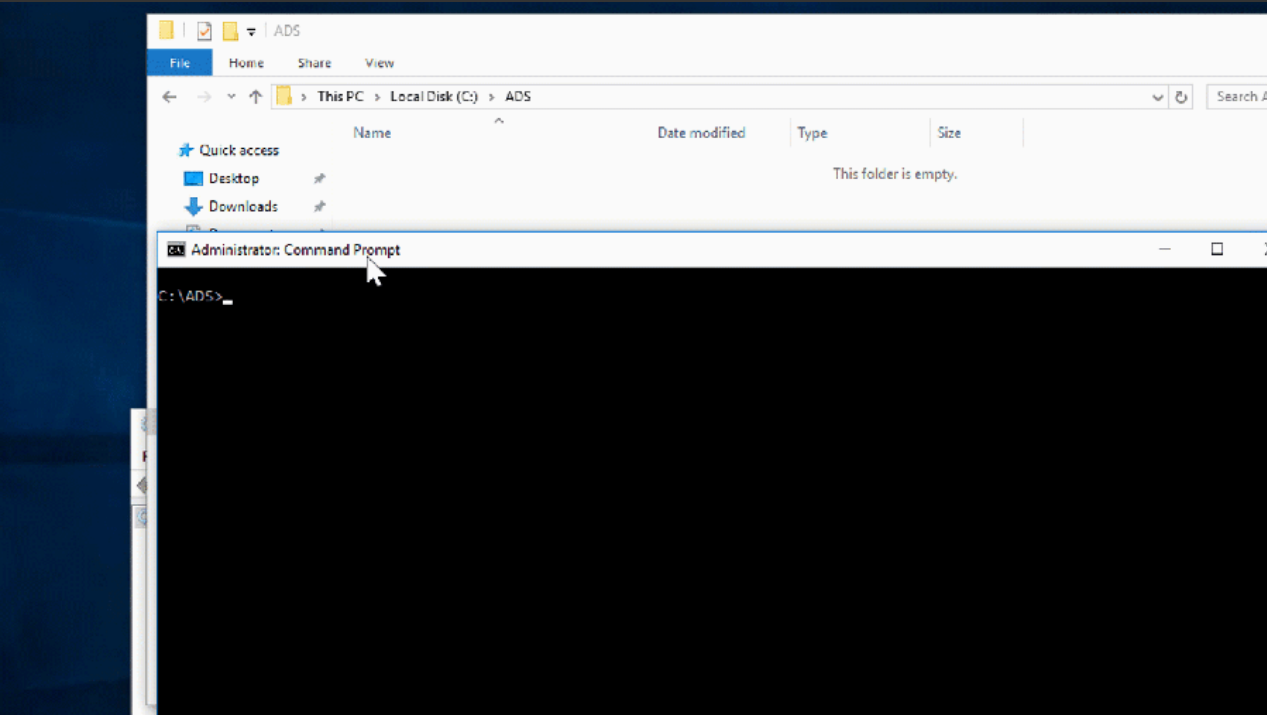 ADS
File Home Share View
This PC > Local Disk (C:) > ADS
Search
Name Date modified Type Size
Quick access
This folder is empty.
Desktop
Downloads
Administrator: Command Prompt
C:\ADS>